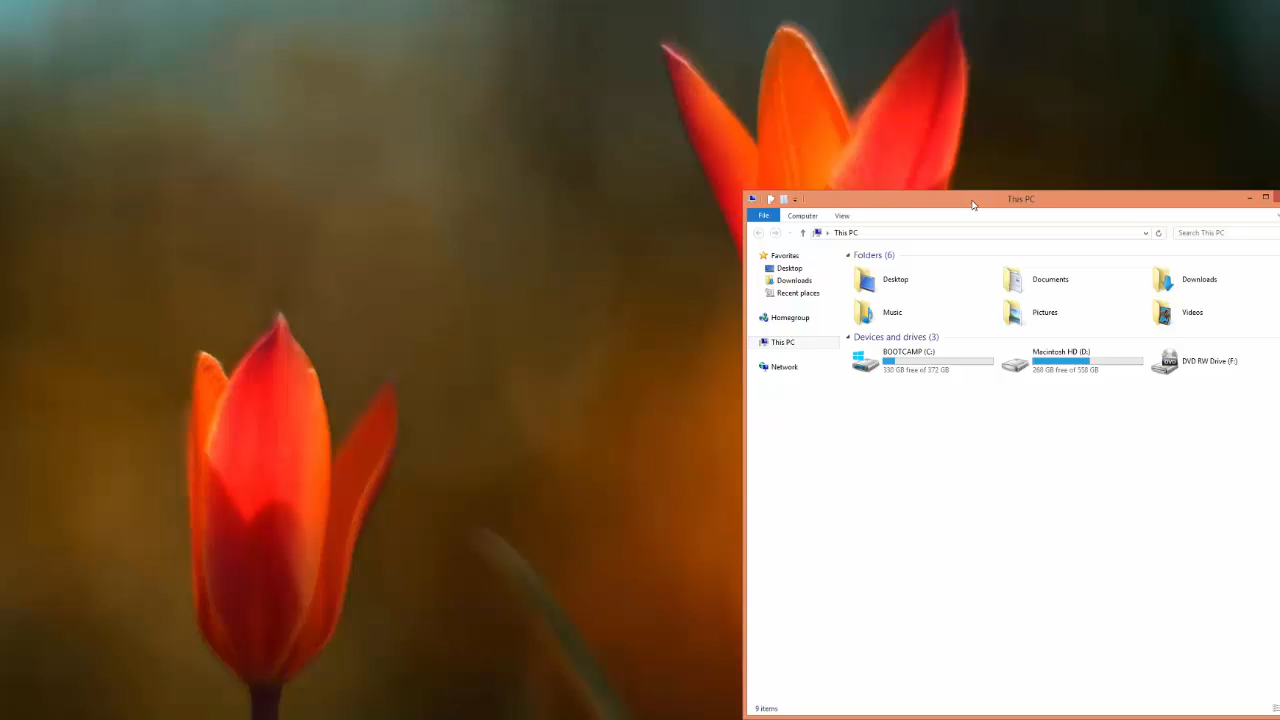 This PC
File Computer View
This PC
Search This PC
Favorites
Desktop
Downloads
Recent places
Homegroup
This PC
Network
Folders (6)
Desktop Documents Downloads
Music Pictures Videos
Devices and drives (3)
BOOTCAMP (C:)
330 GB free of 372 GB
Macintosh HD (D:)
268 GB free of 558 GB
DVD RW Drive (F:)
9 items